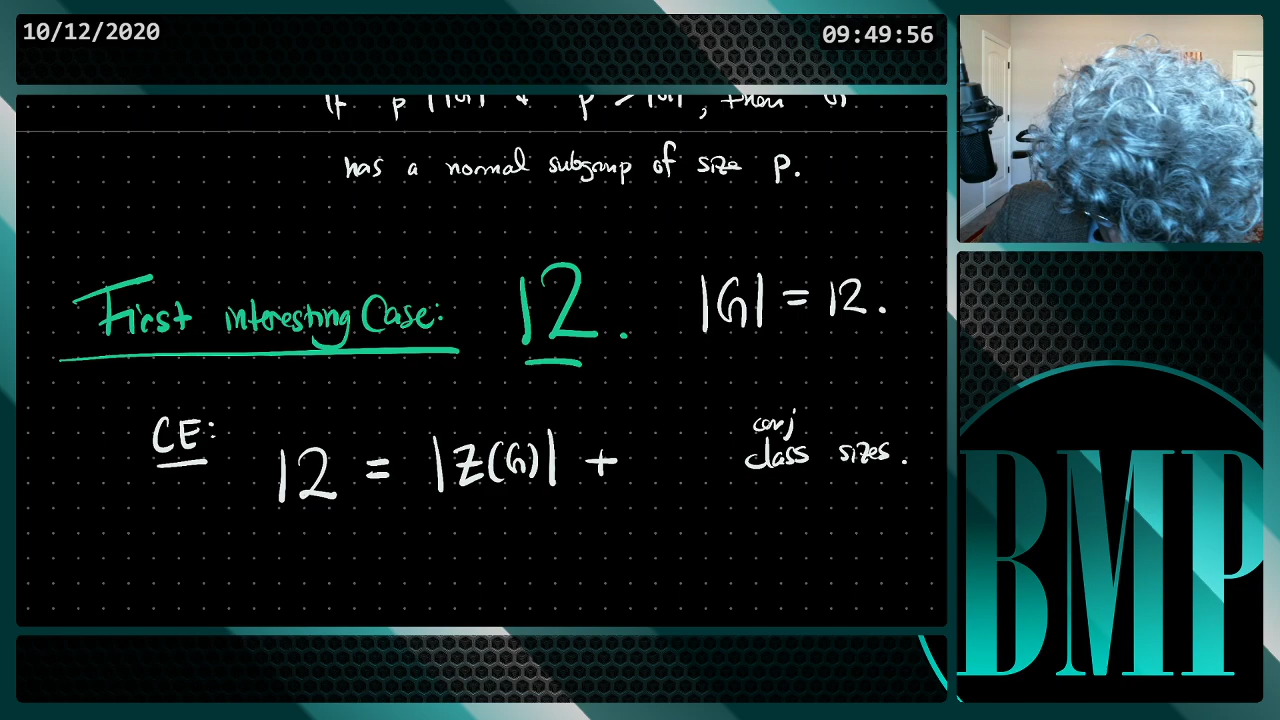 10/12/2020
09:49:56
has a normal subgroup of size p.
First interesting Case: 12. |G| = 12.
CE: 12 = |Z(G)| + conj class sizes.
BMP